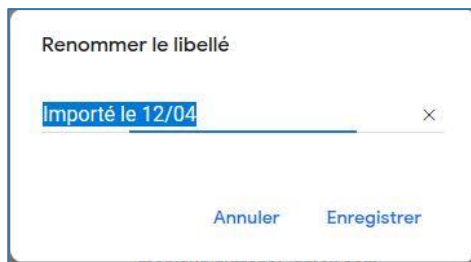 Renommer le libellé
Importé le 12/04
Annuler Enregistrer